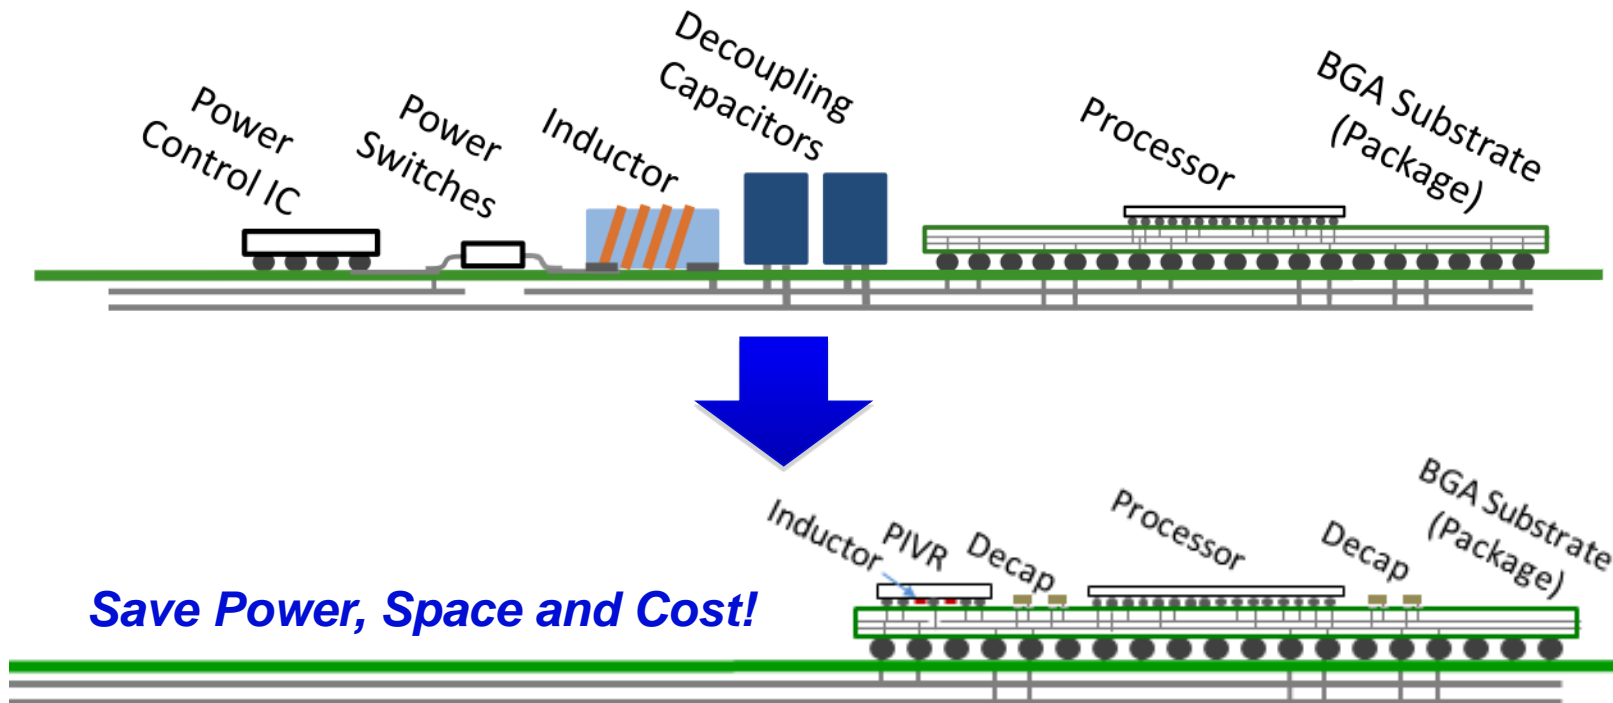 Power
Control IC
Power
Switches
Inductor
Decoupling
Capacitors
Processor
BGA Substrate
(Package)
Inductor
PIVR
Decap
Processor
Decap
BGA Substrate
(Package)
Save Power, Space and Cost!